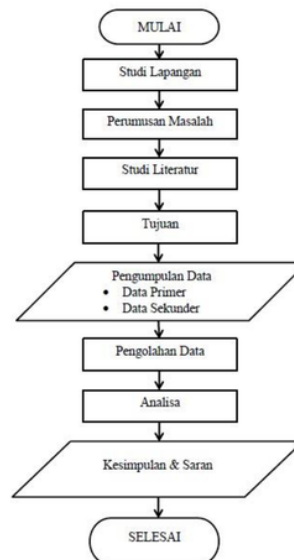 MULAI
Studi Lapangan
Perumusan Masalah
Studi Literatur
Tujuan
Pengumpulan Data
• Data Primer
• Data Sekunder
Pengolahan Data
Analisa
Kesimpulan & Saran
SELESAI